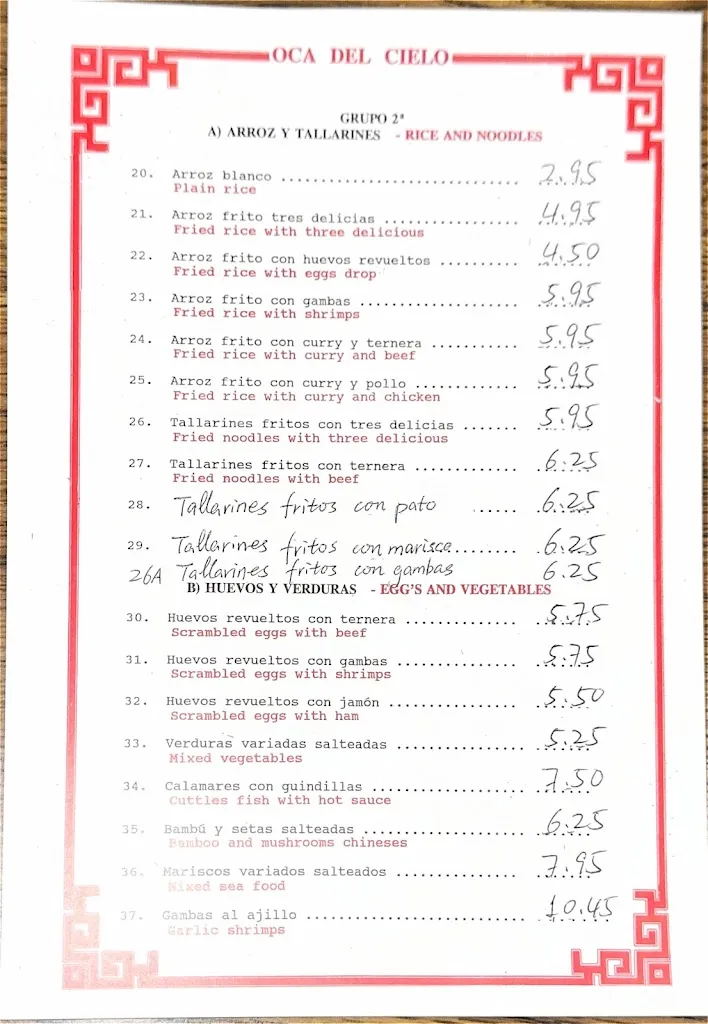 OCA DEL CIELO
GRUPO 2ª
A) ARROZ Y TALLARINES - RICE AND NOODLES
20. Arroz blanco .............................. 2.95
Plain rice
21. Arroz frito tres delicias ................. 4.95
Fried rice with three delicious
22. Arroz frito con huevos revueltos .......... 4.50
Fried rice with eggs drop
23. Arroz frito con gambas .................... 5.95
Fried rice with shrimps
24. Arroz frito con curry y ternera ........... 5.95
Fried rice with curry and beef
25. Arroz frito con curry y pollo ............. 5.95
Fried rice with curry and chicken
26. Tallarines fritos con tres delicias ....... 5.95
Fried noodles with three delicious
27. Tallarines fritos con ternera ............. 6.25
Fried noodles with beef
28. Tallarines fritos con pato ...... 6.25
29. Tallarines fritos con marisco ........ 6.25
26A Tallarines fritos con gambas 6.25
B) HUEVOS Y VERDURAS - EGG'S AND VEGETABLES
30. Huevos revueltos con ternera .............. 5.75
Scrambled eggs with beef
31. Huevos revueltos con gambas ............... 5.75
Scrambled eggs with shrimps
32. Huevos revueltos con jamón ................ 5.50
Scrambled eggs with ham
33. Verduras variadas salteadas ................ 5.25
Mixed vegetables
34. Calamares con guindillas ................... 7.50
Cuttles fish with hot sauce
35. Bambú y setas salteadas .................... 6.25
Bamboo and mushrooms chineses
36. Mariscos variados salteados ................ 7.95
Mixed sea food
37. Gambas al ajillo ............................. 10.45
Garlic shrimps